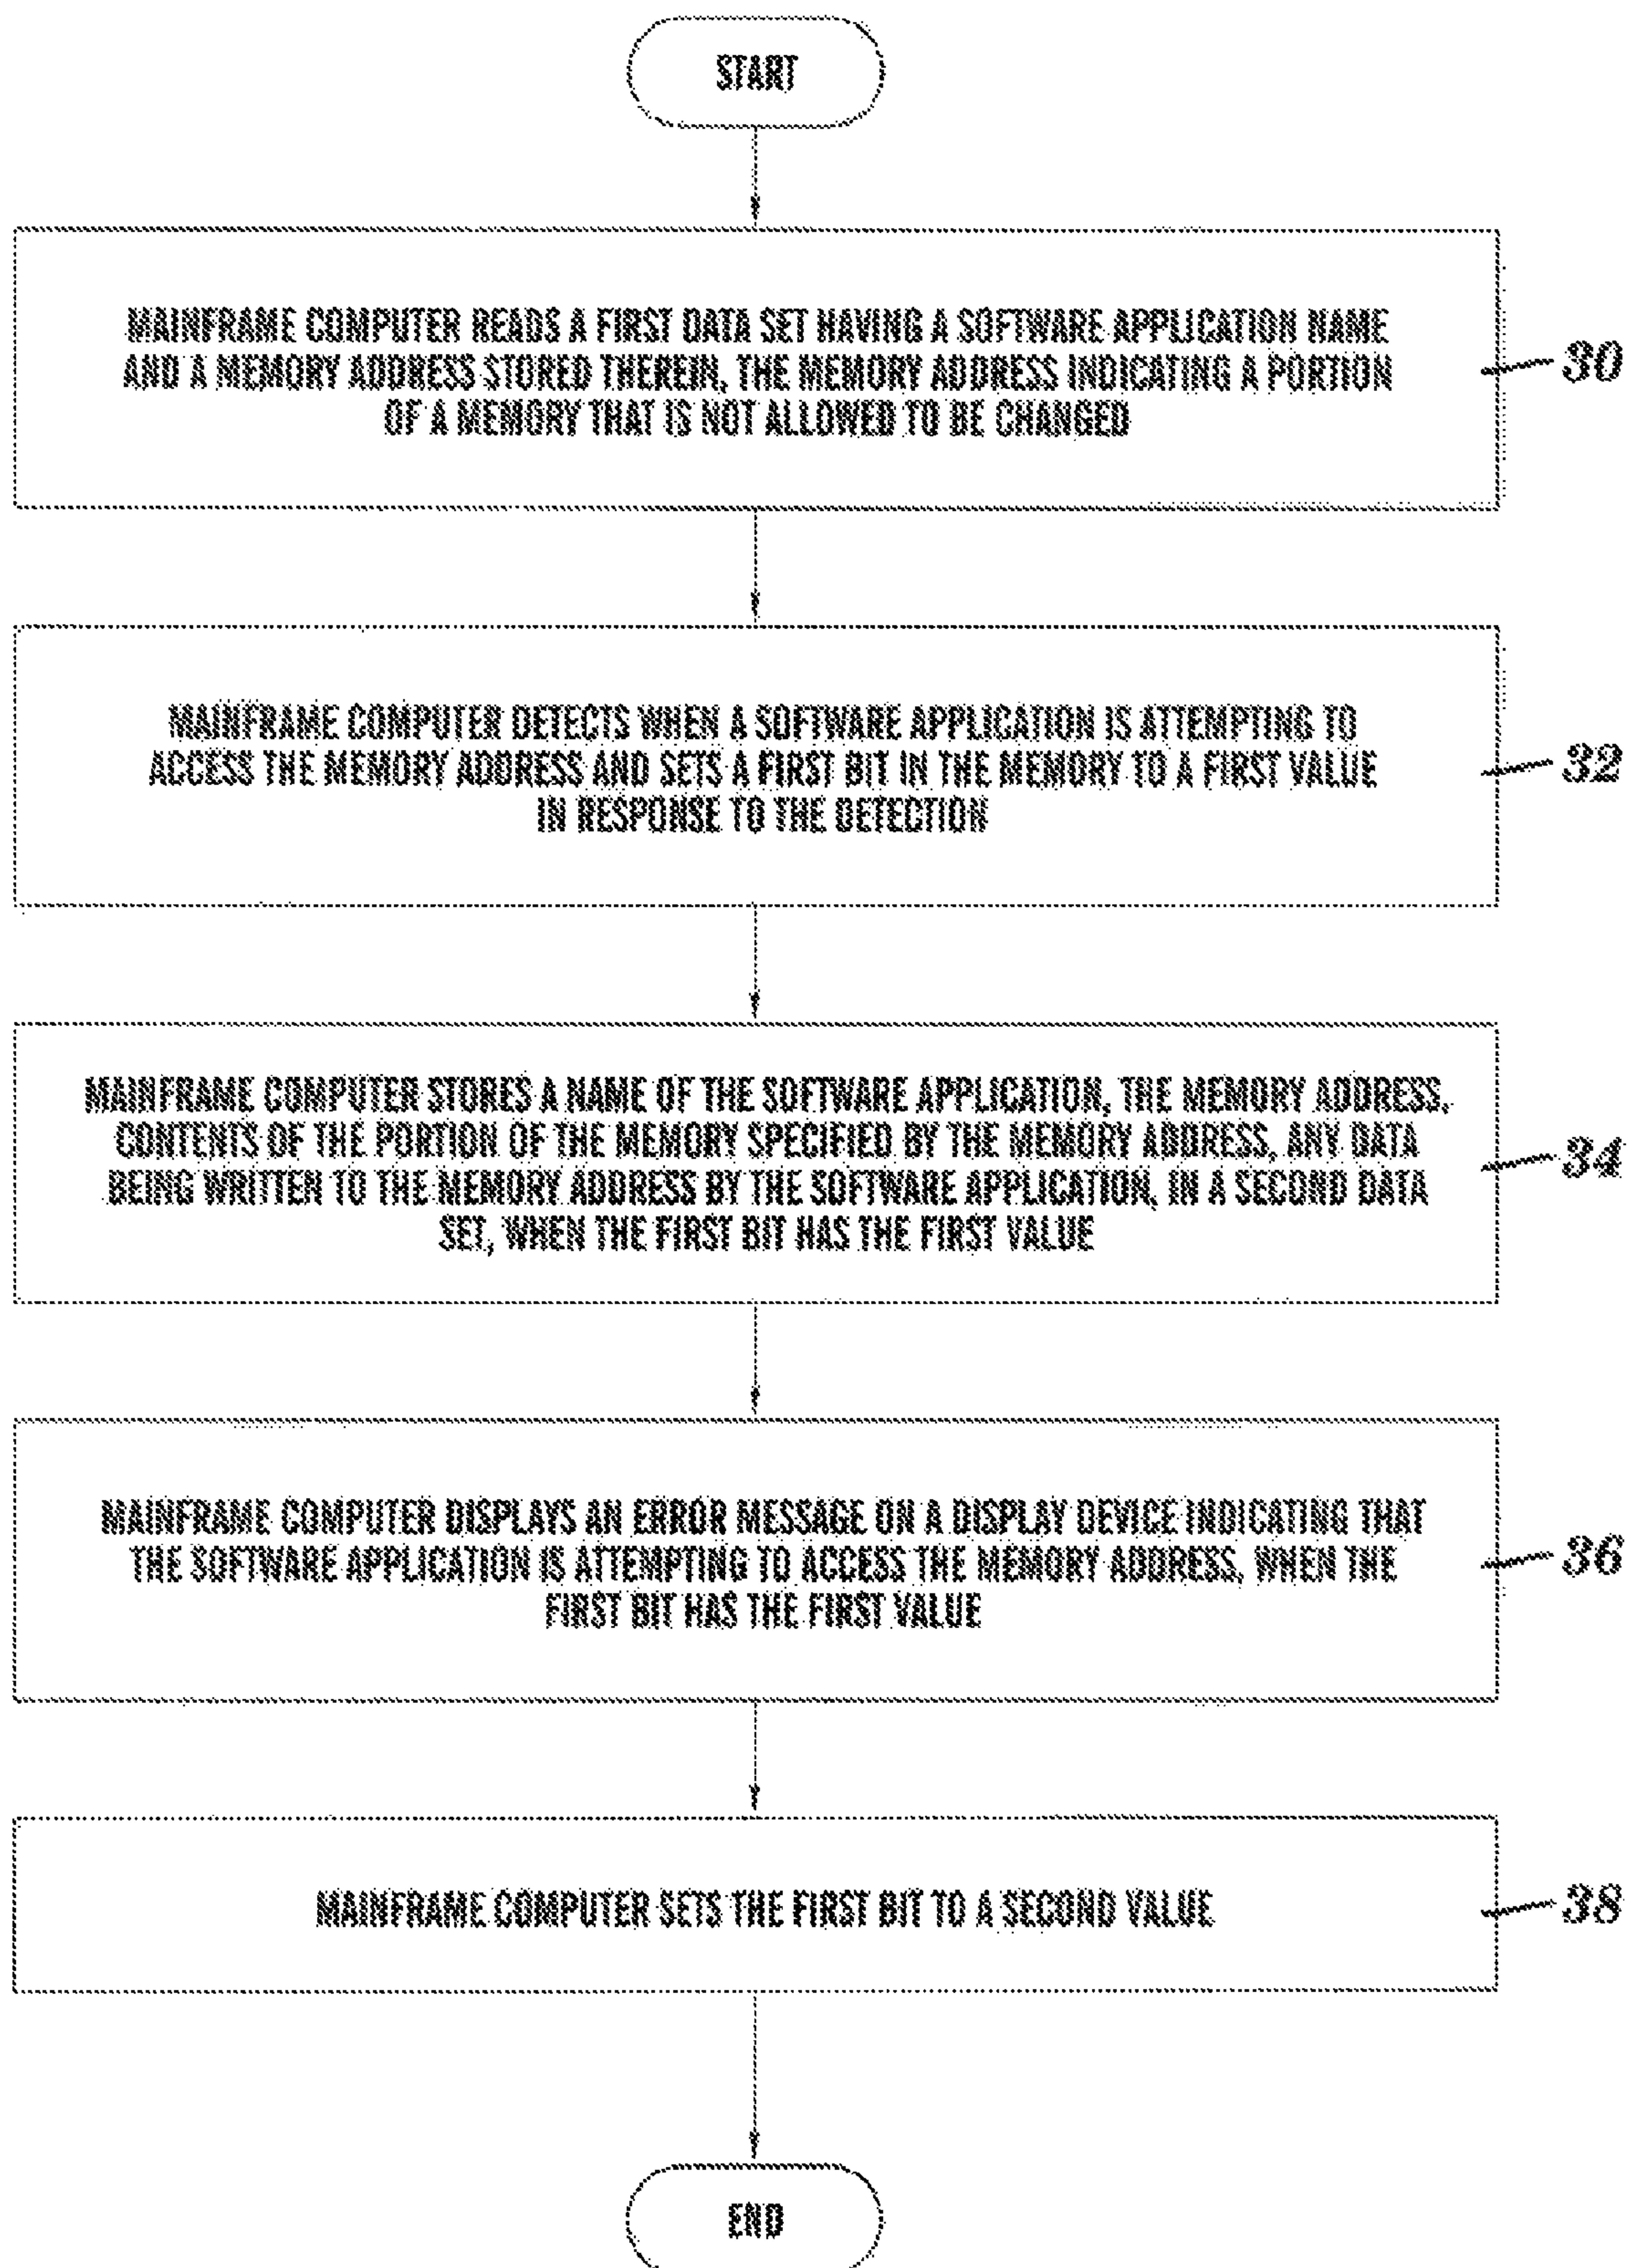 START
MAINFRAME COMPUTER READS A FIRST DATA SET HAVING A SOFTWARE APPLICATION NAME
AND A MEMORY ADDRESS STORED THEREIN, THE MEMORY ADDRESS INDICATING A PORTION
OF A MEMORY THAT IS NOT ALLOWED TO BE CHANGED
30
MAINFRAME COMPUTER DETECTS WHEN A SOFTWARE APPLICATION IS ATTEMPTING TO
ACCESS THE MEMORY ADDRESS AND SETS A FIRST BIT IN THE MEMORY TO A FIRST VALUE
IN RESPONSE TO THE DETECTION
32
MAINFRAME COMPUTER STORES A NAME OF THE SOFTWARE APPLICATION, THE MEMORY ADDRESS,
CONTENTS OF THE PORTION OF THE MEMORY SPECIFIED BY THE MEMORY ADDRESS, ANY DATA
BEING WRITTEN TO THE MEMORY ADDRESS BY THE SOFTWARE APPLICATION, IN A SECOND DATA
SET, WHEN THE FIRST BIT HAS THE FIRST VALUE
34
MAINFRAME COMPUTER DISPLAYS AN ERROR MESSAGE ON A DISPLAY DEVICE INDICATING THAT
THE SOFTWARE APPLICATION IS ATTEMPTING TO ACCESS THE MEMORY ADDRESS, WHEN THE
FIRST BIT HAS THE FIRST VALUE
36
MAINFRAME COMPUTER SETS THE FIRST BIT TO A SECOND VALUE
38
END